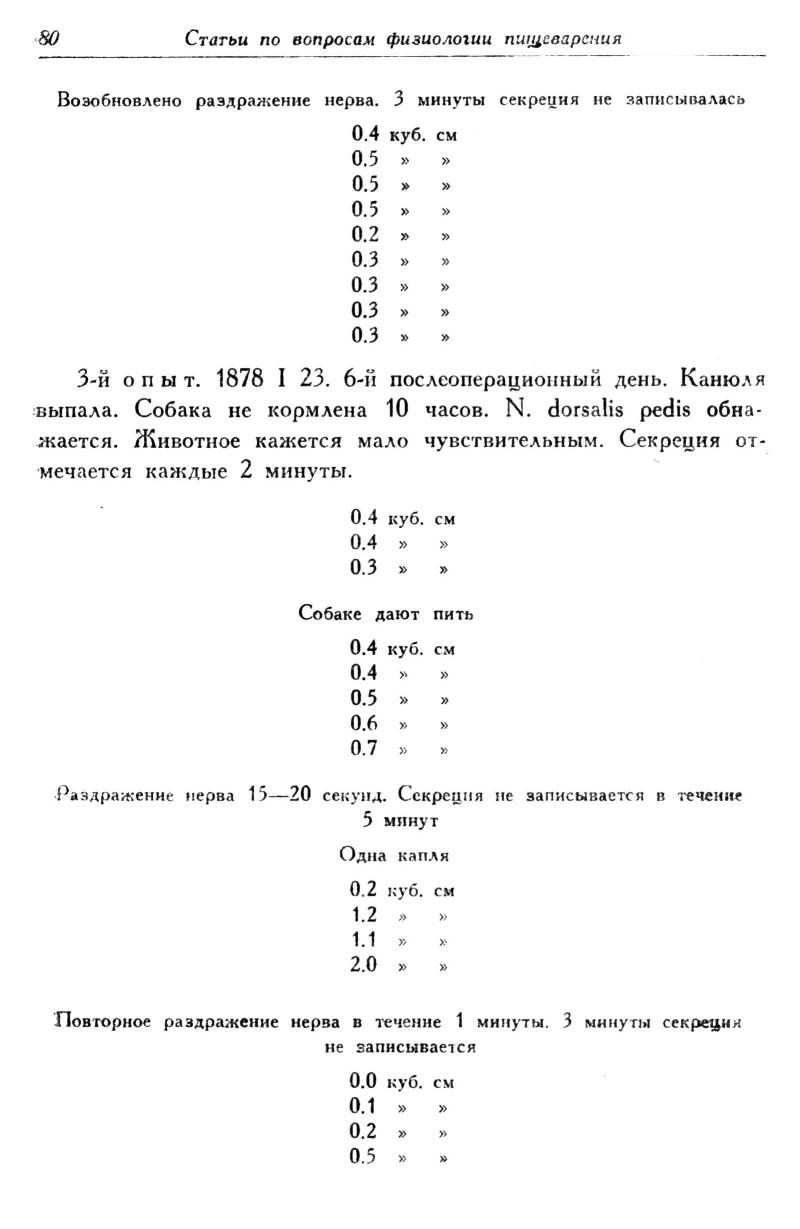 80 Статьи по вопросам физиологии пищеварения
Возобновлено раздражение нерва. 3 минуты секреция не записывалась
0.4 куб. см
0.5 » »
0.5 » »
0.5 » »
0.2 » »
0.3 » »
0.3 » »
0.3 » »
0.3 » »
3-й опыт. 1878 I 23. 6-й послеоперационный день. Канюля
выпала. Собака не кормлена 10 часов. N. dorsalis pedis обна-
жается. Животное кажется мало чувствительным. Секреция от-
мечается каждые 2 минуты.
0.4 куб. см
0.4 » »
0.3 » »
Собаке дают пить
0.4 куб. см
0.4 » »
0.5 » »
0.6 » »
0.7 » »
Раздражение нерва 15—20 секунд. Секреция не записывается в течение
5 минут
Одна капля
0.2 куб. см
1.2 » »
1.1 » »
2.0 » »
Повторное раздражение нерва в течение 1 минуты. 3 минуты секреция
не записывается
0.0 куб. см
0.1 » »
0.2 » »
0.5 » »